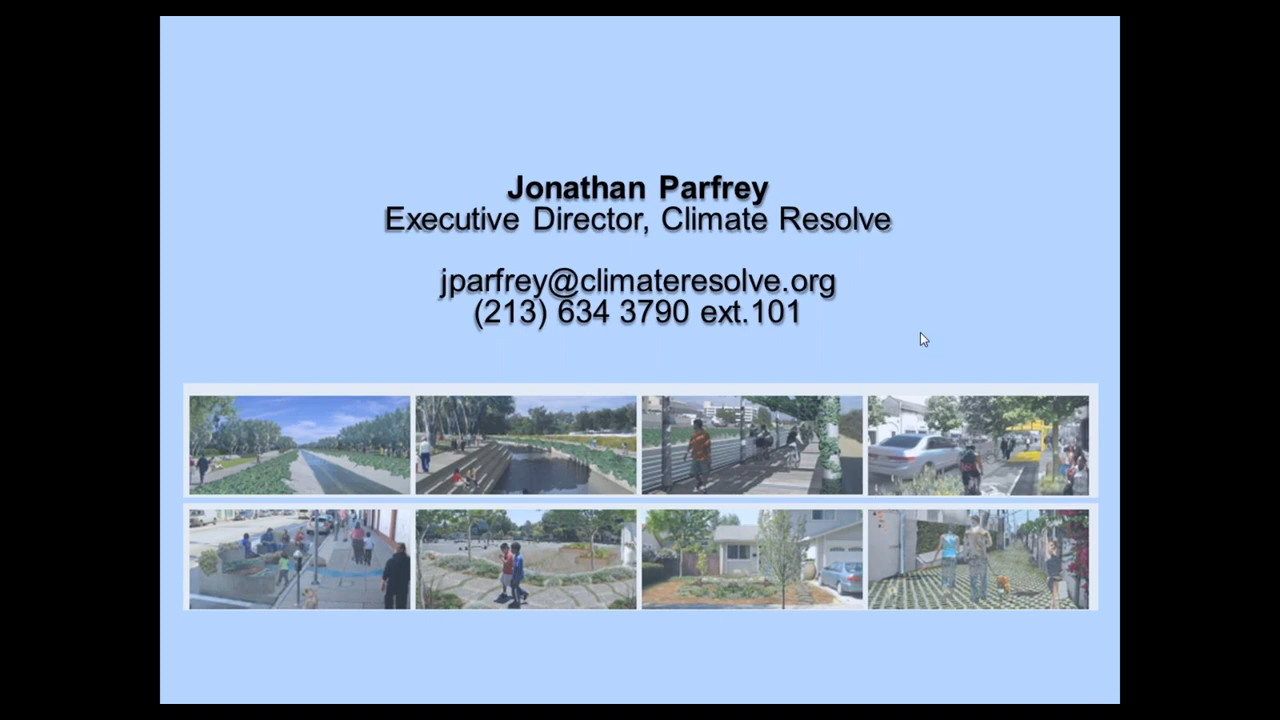 Jonathan Parfrey
Executive Director, Climate Resolve
jparfrey@climateresolve.org
(213) 634 3790 ext.101